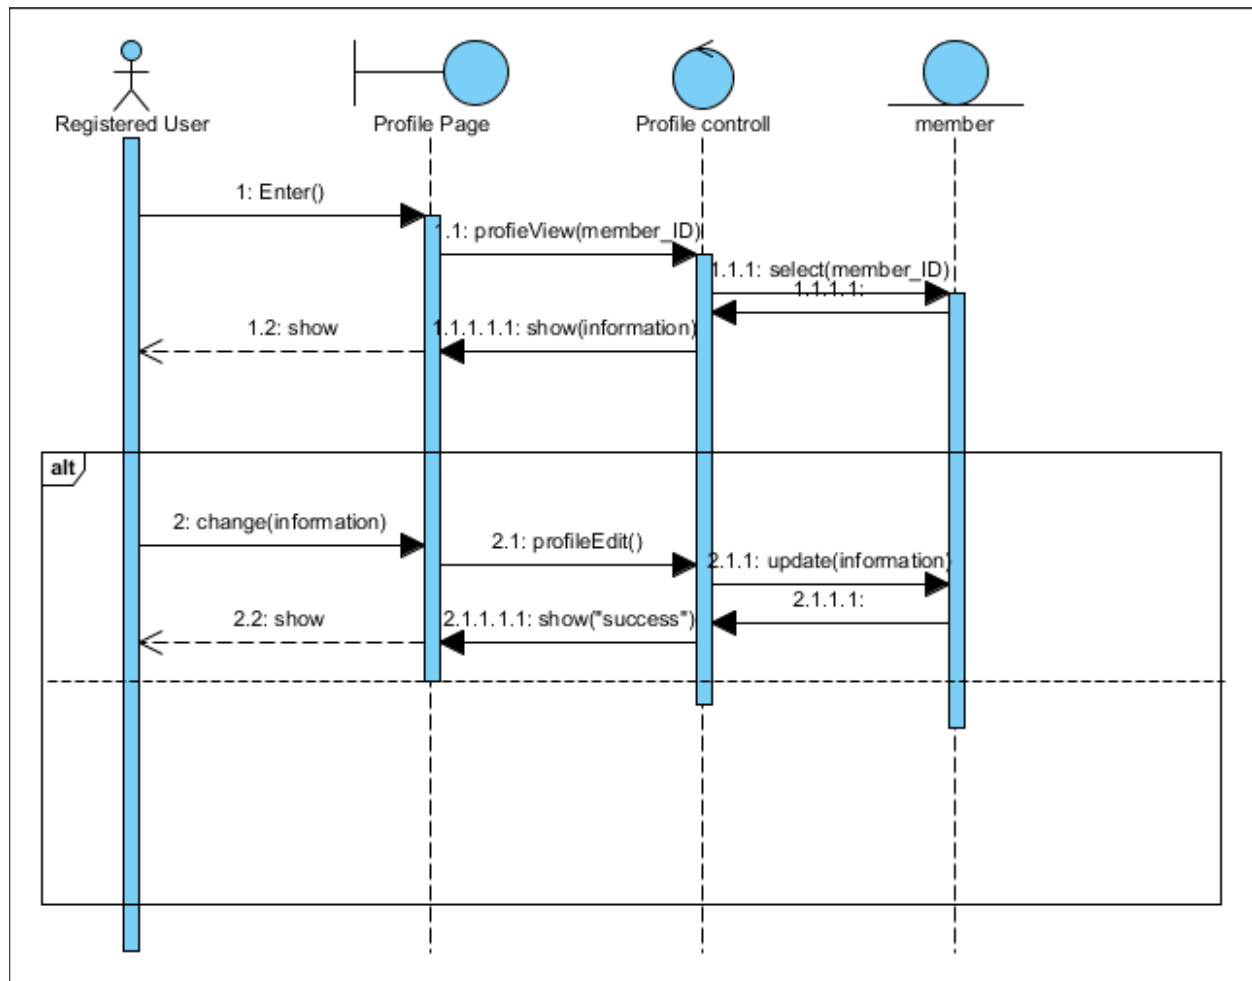 Registered User
Profile Page
Profile controll
member
1: Enter()
1.1: profieView(member_ID)
1.1.1: select(member_ID)
1.1.1.1:
1.2: show
1.1.1.1.1: show(information)
alt
2: change(information)
2.1: profileEdit()
2.1.1: update(information)
2.1.1.1:
2.2: show
2.1.1.1.1: show("success")